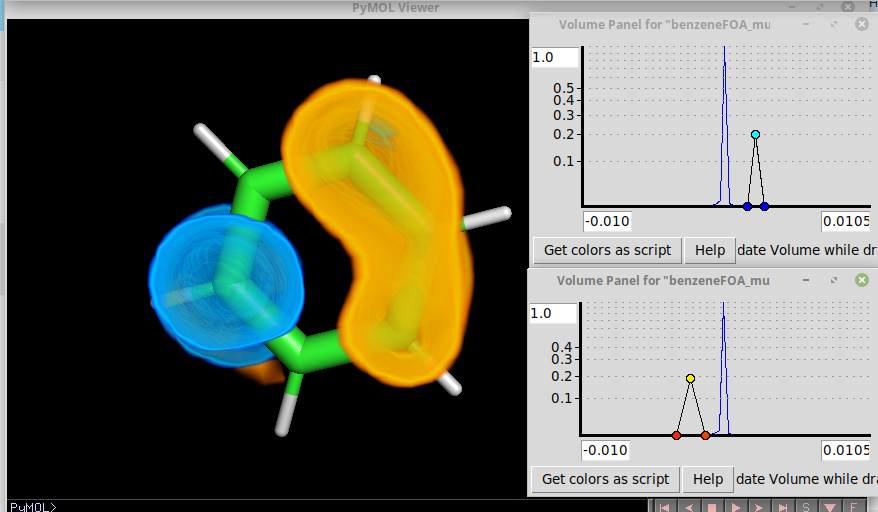 PyMOL Viewer
Volume Panel for "benzeneFOA_mu
1.0
0.5
0.4
0.3
0.2
0.1
-0.010
0.0105
Get colors as script
Help
date Volume while dra
Volume Panel for "benzeneFOA_mu
1.0
0.4
0.3
0.2
0.1
-0.010
0.0105
Get colors as script
Help
date Volume while dra
PyMOL>
S
F